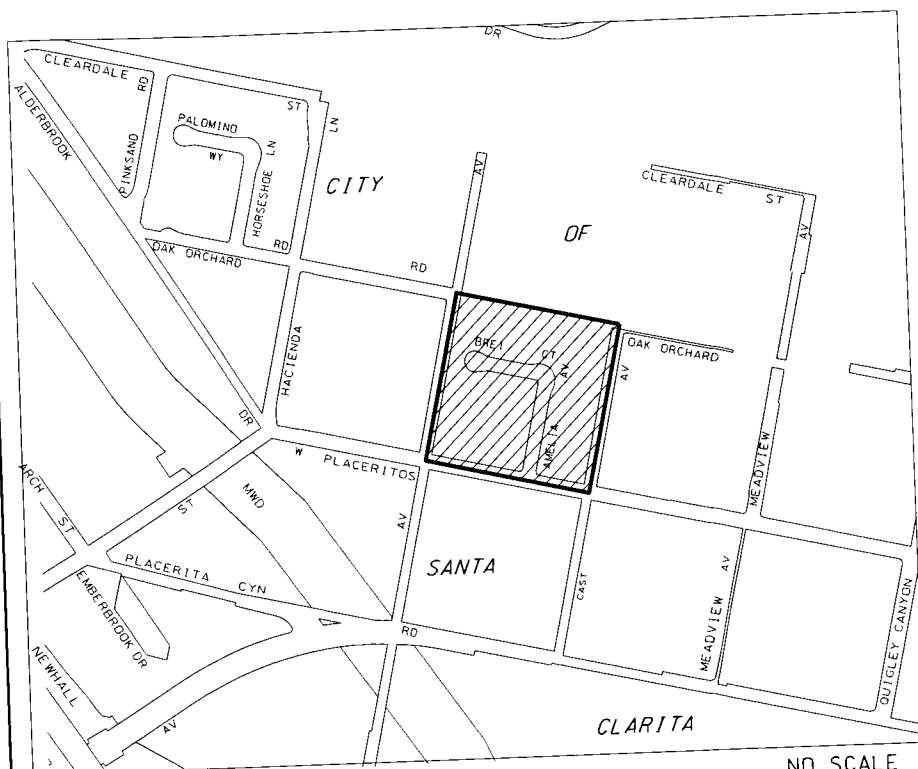 DR
CLEARDALE
ST
RD
ALDERBROOK
PALOMINO
WY
LN
LN
PINKSAND
HORSESHOE
CITY
AV
CLEARDALE
ST
OF
AV
OAK ORCHARD
RD
RD
HACIENDA
BREI
CT
AV
OAK ORCHARD
AV
AMELIA
DR
W
PLACERITOS
MEADVIEW
ARCH
ST
ST
MWD
AV
PLACERITA
CYN
SANTA
CAST
AV
EMBERBROOK DR
RD
MEADVIEW
QUIGLEY CANYON
NEWHALL
AV
CLARITA
NO SCALE